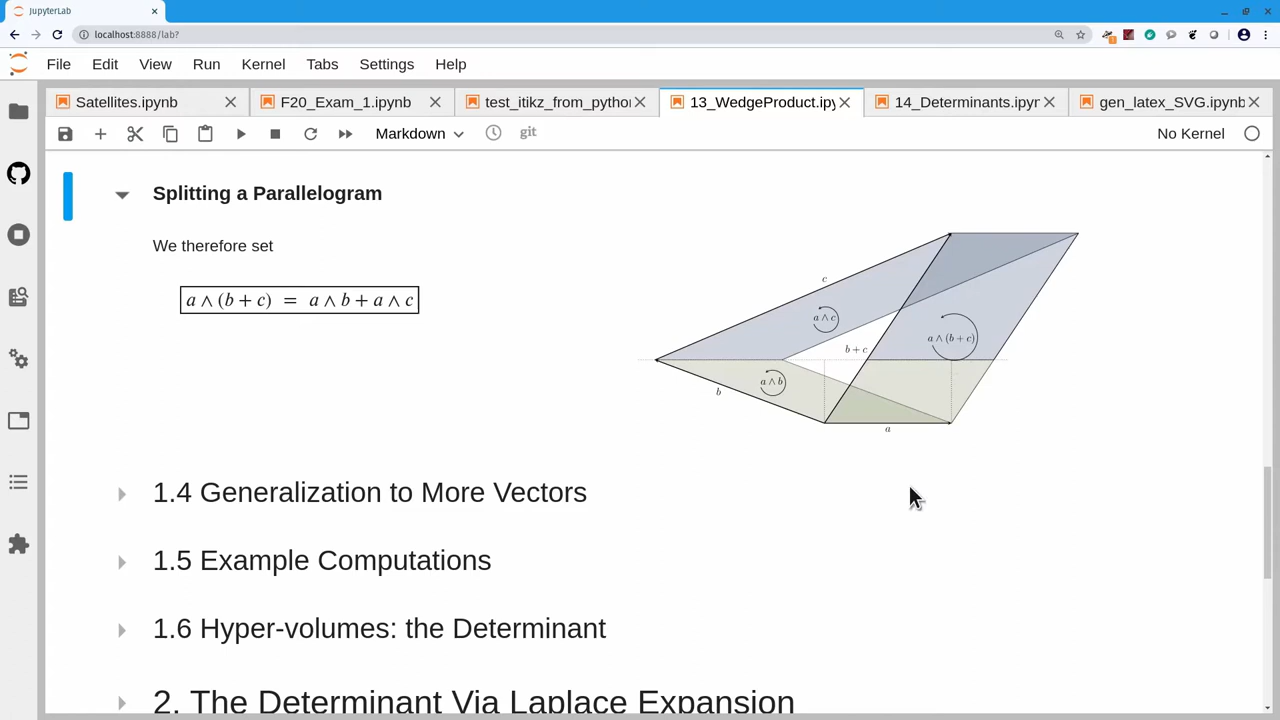 JupyterLab
localhost:8888/lab?
File Edit View Run Kernel Tabs Settings Help
Satellites.ipynb F20_Exam_1.ipynb test_itikz_from_pythor 13_WedgeProduct.ipy 14_Determinants.ipyr gen_latex_SVG.ipynb
Markdown git No Kernel
Splitting a Parallelogram
We therefore set
a ∧ (b + c) = a ∧ b + a ∧ c
c
a ∧ c
b + c
a ∧ (b + c)
a ∧ b
b
a
1.4 Generalization to More Vectors
1.5 Example Computations
1.6 Hyper-volumes: the Determinant
2. The Determinant Via Laplace Expansion